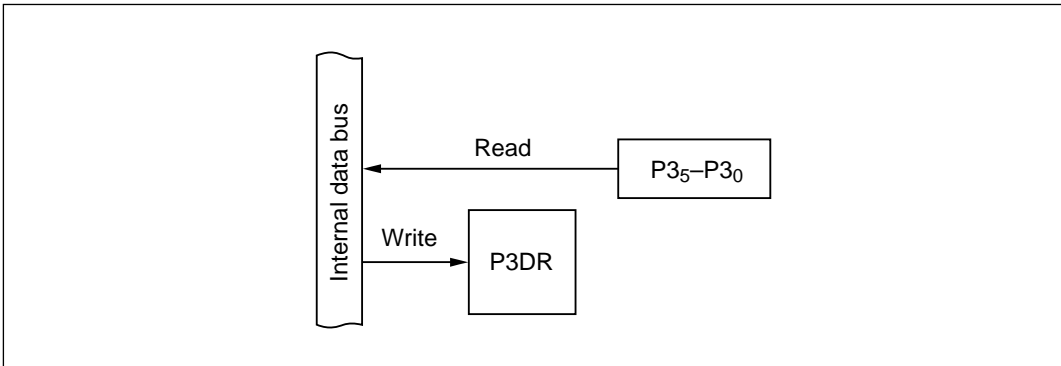 Internal data bus
Read
P3₅–P3₀
Write
P3DR